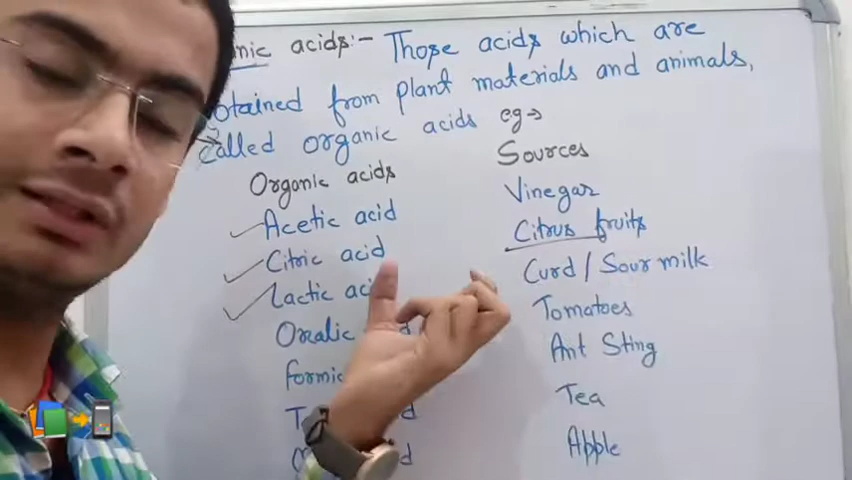 acids:- Those acids which are
obtained from plant materials and animals,
called organic acids eg→
Organic acids Sources
Acetic acid Vinegar
Citric acid Citrus fruits
Lactic Curd / Sour milk
Oxalic Tomatoes
Formic Ant Sting
Tea
Apple